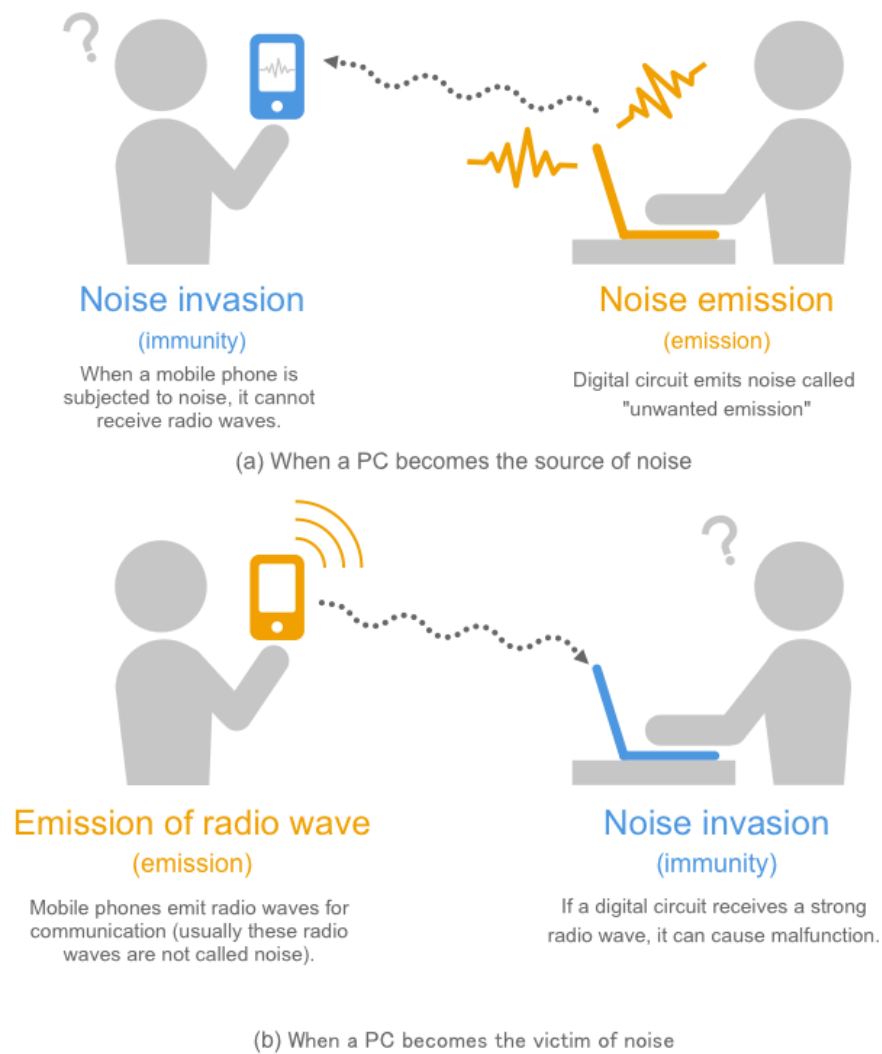 ?
Noise invasion
(immunity)
When a mobile phone is
subjected to noise, it cannot
receive radio waves.
Noise emission
(emission)
Digital circuit emits noise called
"unwanted emission"
(a) When a PC becomes the source of noise
?
Emission of radio wave
(emission)
Mobile phones emit radio waves for
communication (usually these radio
waves are not called noise).
Noise invasion
(immunity)
If a digital circuit receives a strong
radio wave, it can cause malfunction.
(b) When a PC becomes the victim of noise